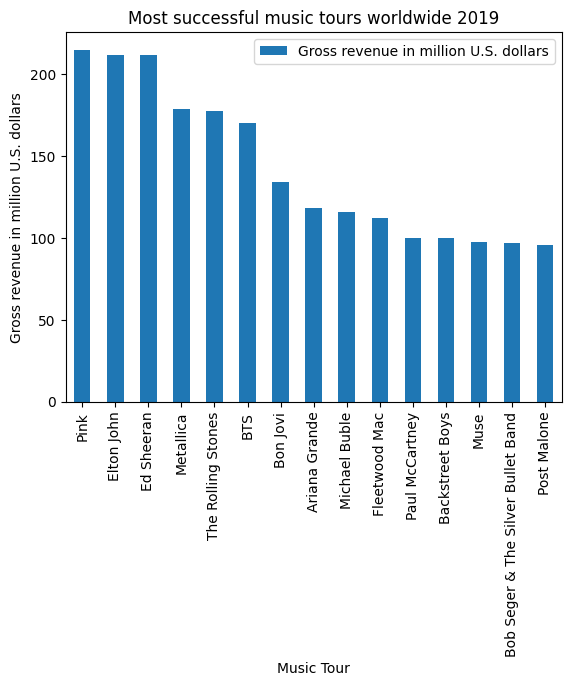 Most successful music tours worldwide 2019
Gross revenue in million U.S. dollars
Gross revenue in million U.S. dollars
200
150
100
50
0
Pink
Elton John
Ed Sheeran
Metallica
The Rolling Stones
BTS
Bon Jovi
Ariana Grande
Michael Buble
Fleetwood Mac
Paul McCartney
Backstreet Boys
Muse
Bob Seger & The Silver Bullet Band
Post Malone
Music Tour